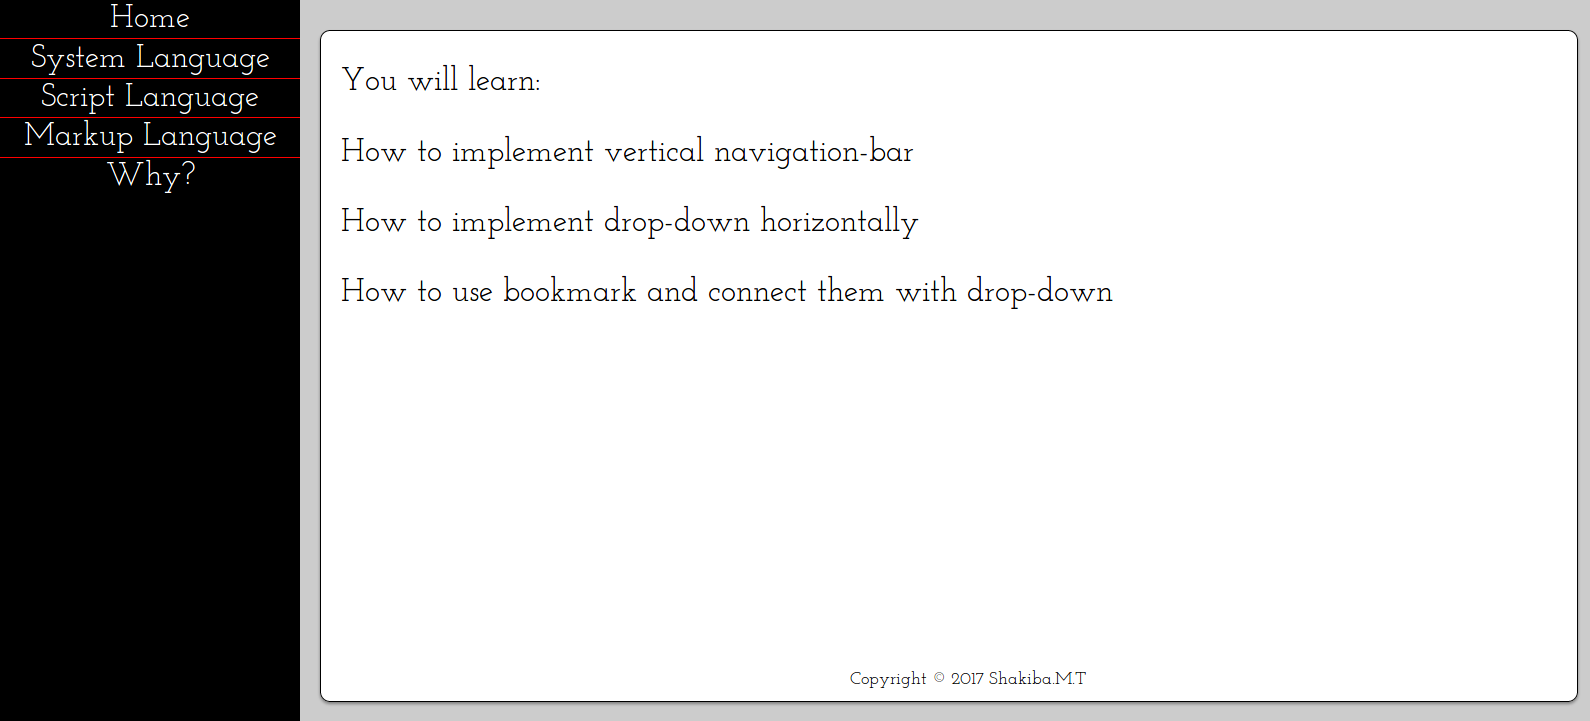 Home
System Language
Script Language
Markup Language
Why?
You will learn:
How to implement vertical navigation-bar
How to implement drop-down horizontally
How to use bookmark and connect them with drop-down
Copyright © 2017 Shakiba.M.T